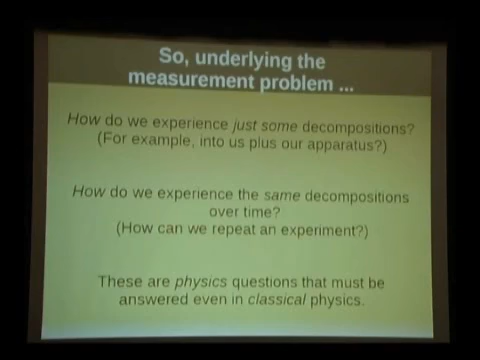 So, underlying the
measurement problem ...
How do we experience just some decompositions?
(For example, into us plus our apparatus?)
How do we experience the same decompositions
over time?
(How can we repeat an experiment?)
These are physics questions that must be
answered even in classical physics.